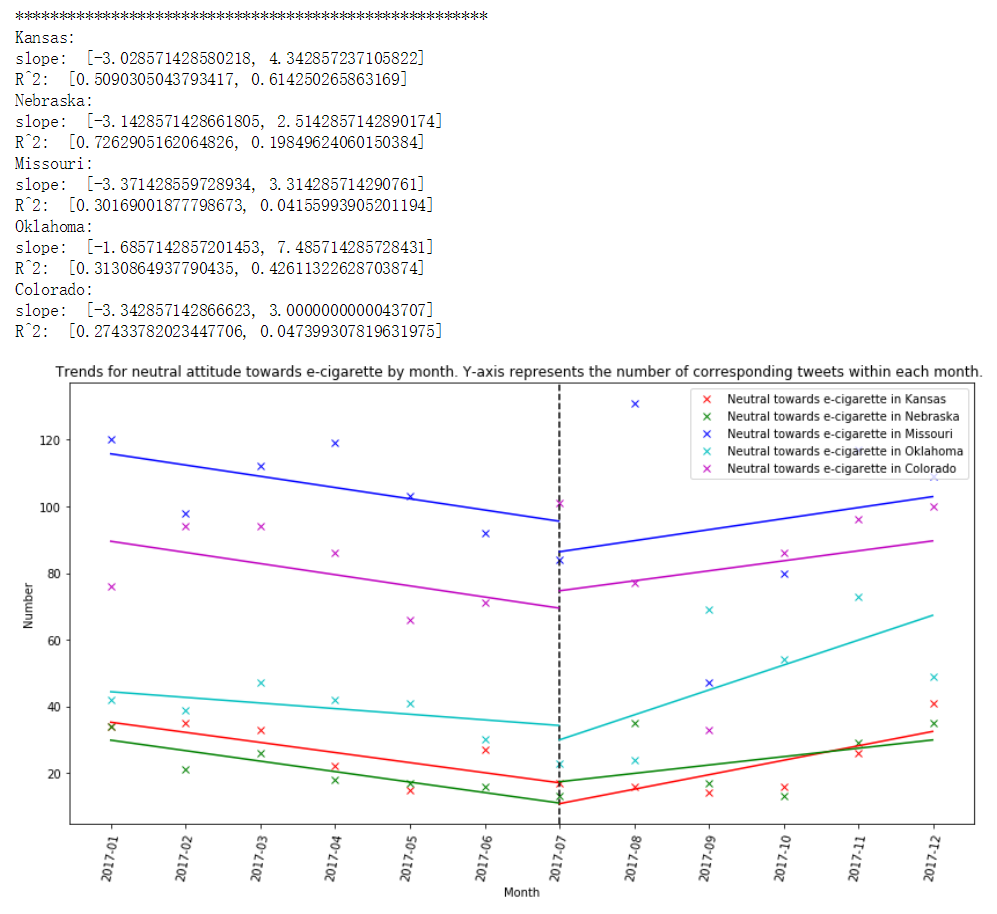 ******************************************************
Kansas:
slope:  [-3.028571428580218, 4.342857237105822]
R^2:  [0.5090305043793417, 0.614250265863169]
Nebraska:
slope:  [-3.1428571428661805, 2.5142857142890174]
R^2:  [0.7262905162064826, 0.19849624060150384]
Missouri:
slope:  [-3.371428559728934, 3.314285714290761]
R^2:  [0.30169001877798673, 0.04155993905201194]
Oklahoma:
slope:  [-1.6857142857201453, 7.485714285728431]
R^2:  [0.3130864937790435, 0.42611322628703874]
Colorado:
slope:  [-3.342857142866623, 3.0000000000043707]
R^2:  [0.27433782023447706, 0.047399307819631975]
Trends for neutral attitude towards e-cigarette by month. Y-axis represents the number of corresponding tweets within each month.
Neutral towards e-cigarette in Kansas
Neutral towards e-cigarette in Nebraska
Neutral towards e-cigarette in Missouri
Neutral towards e-cigarette in Oklahoma
Neutral towards e-cigarette in Colorado
120
100
80
60
40
20
Number
2017-01
2017-02
2017-03
2017-04
2017-05
2017-06
2017-07
2017-08
2017-09
2017-10
2017-11
2017-12
Month